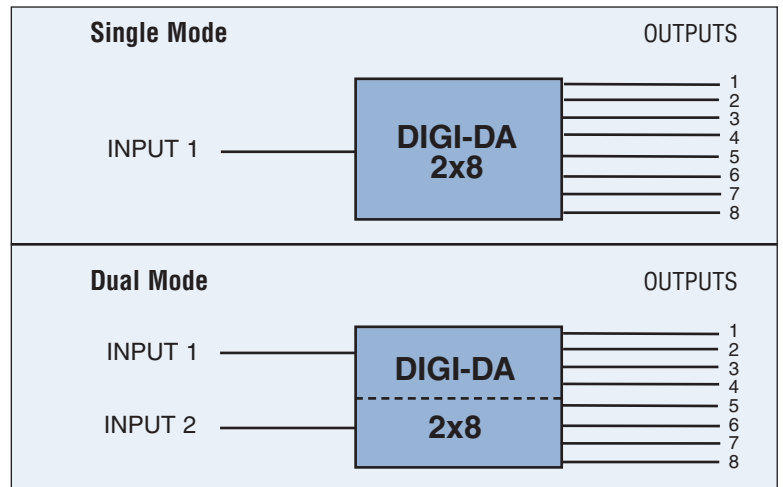 Single Mode
OUTPUTS
INPUT 1
DIGI-DA
2x8
1
2
3
4
5
6
7
8
Dual Mode
OUTPUTS
INPUT 1
INPUT 2
DIGI-DA
2x8
1
2
3
4
5
6
7
8